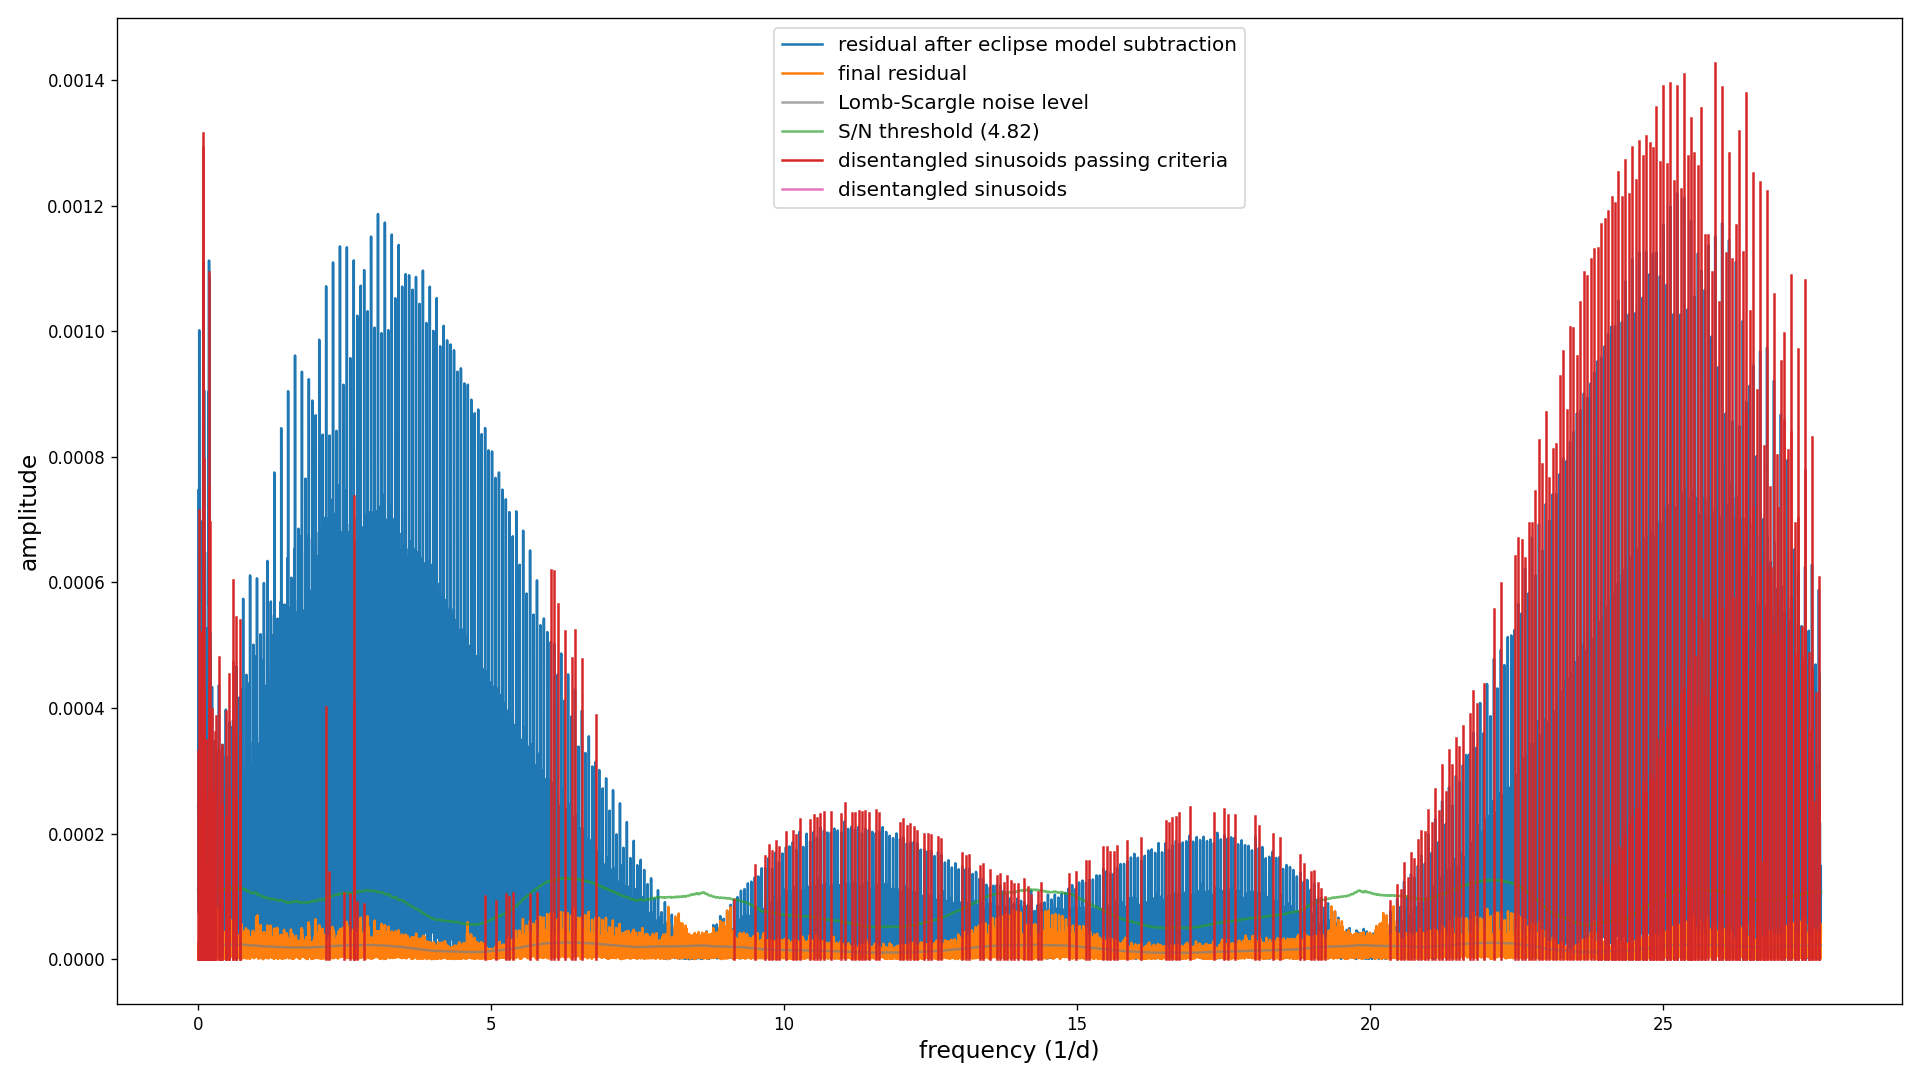 residual after eclipse model subtraction
final residual
Lomb-Scargle noise level
S/N threshold (4.82)
disentangled sinusoids passing criteria
disentangled sinusoids
0.0014
0.0012
0.0010
0.0008
0.0006
0.0004
0.0002
0.0000
amplitude
0 5 10 15 20 25
frequency (1/d)